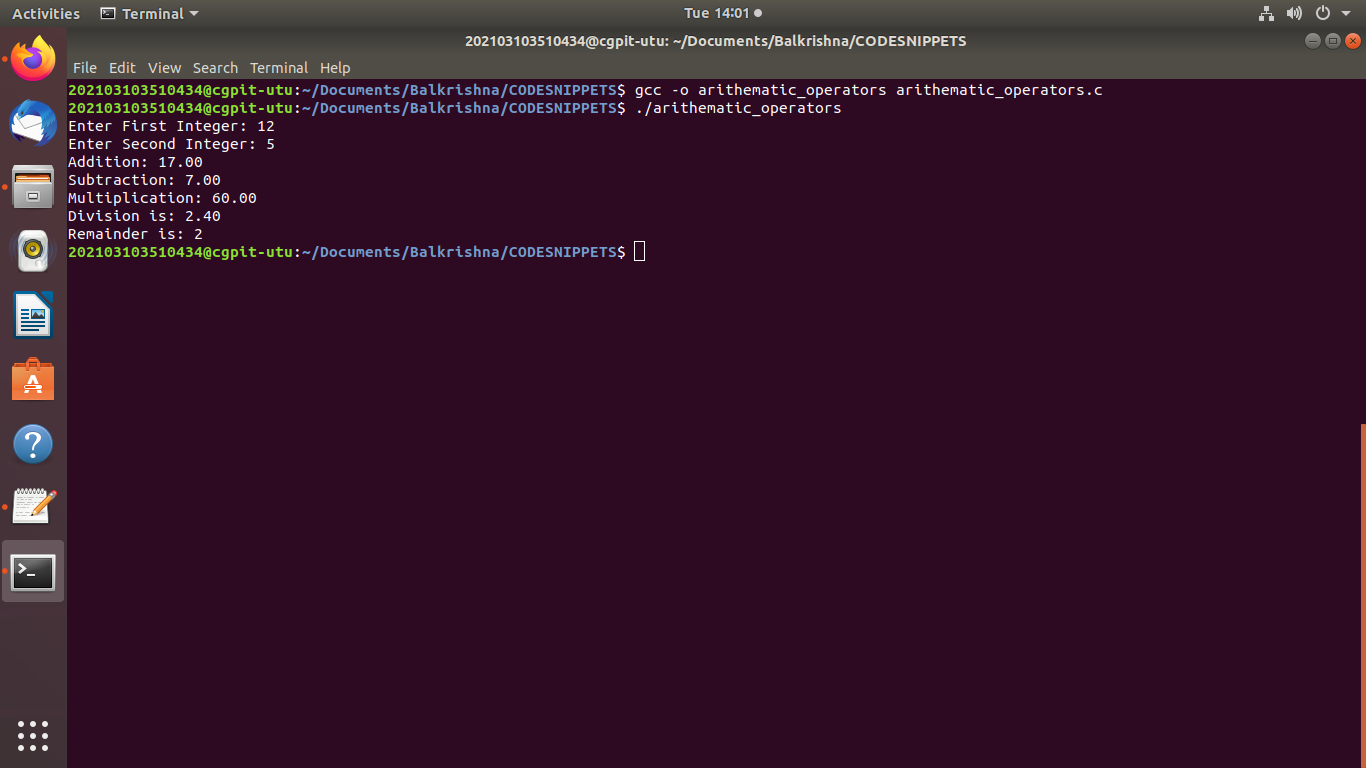 Activities Terminal Tue 14:01
202103103510434@cgpit-utu: ~/Documents/Balkrishna/CODESNIPPETS
File Edit View Search Terminal Help
202103103510434@cgpit-utu:~/Documents/Balkrishna/CODESNIPPETS$ gcc -o arithematic_operators arithematic_operators.c
202103103510434@cgpit-utu:~/Documents/Balkrishna/CODESNIPPETS$ ./arithematic_operators
Enter First Integer: 12
Enter Second Integer: 5
Addition: 17.00
Subtraction: 7.00
Multiplication: 60.00
Division is: 2.40
Remainder is: 2
202103103510434@cgpit-utu:~/Documents/Balkrishna/CODESNIPPETS$